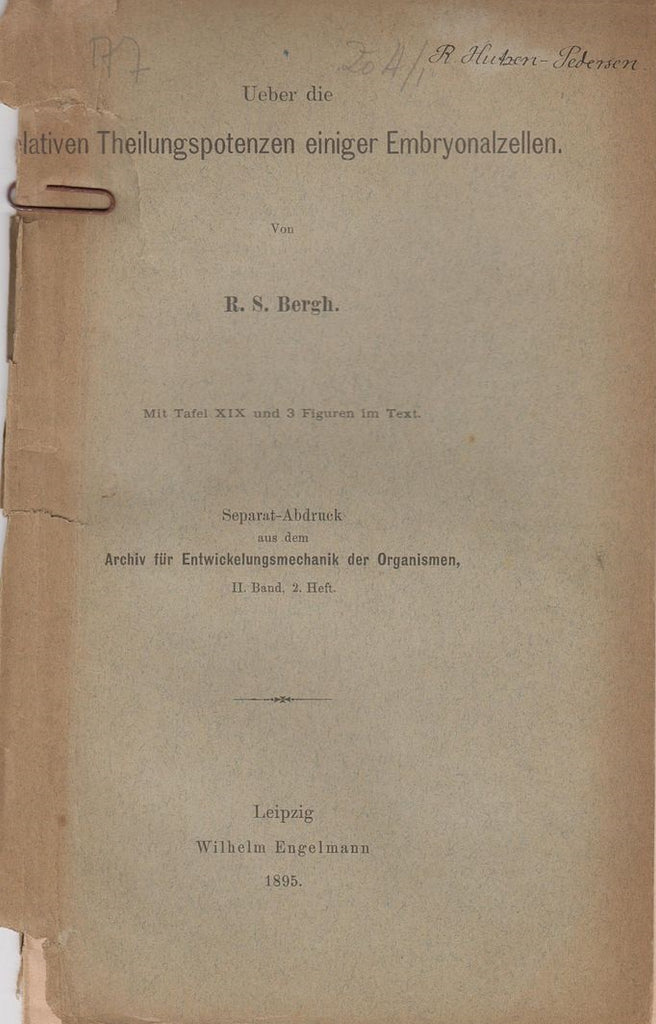 R Hutzen-Pedersen
Ueber die
lativen Theilungspotenzen einiger Embryonalzellen.
Von
R. S. Bergh.
Mit Tafel XIX und 3 Figuren im Text.
Separat-Abdruck
aus dem
Archiv für Entwickelungsmechanik der Organismen,
II. Band, 2. Heft.
Leipzig
Wilhelm Engelmann
1895.